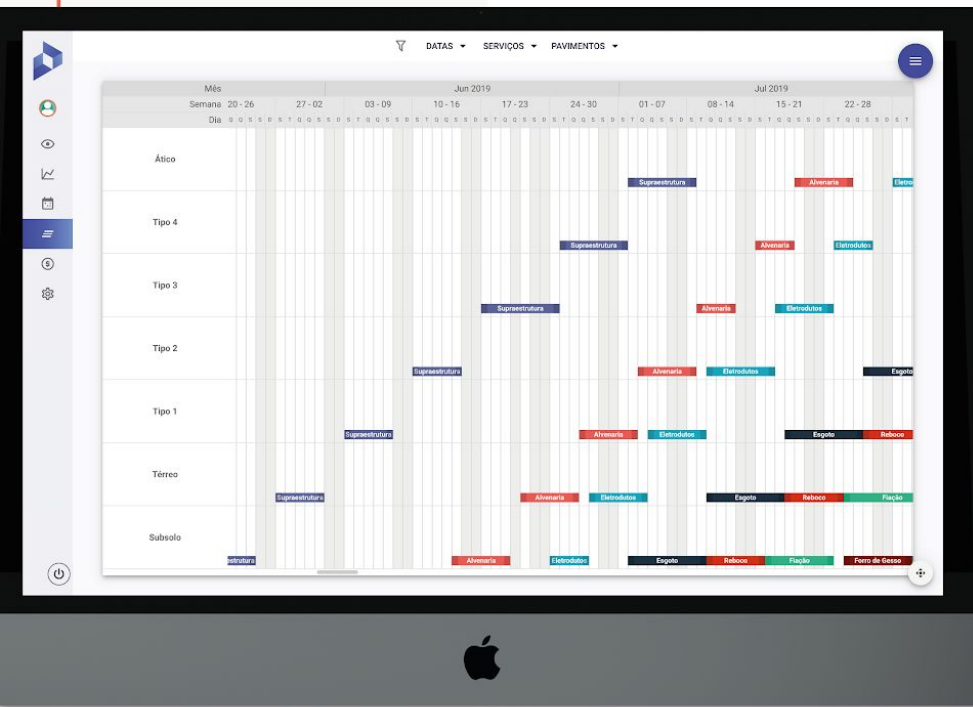 DATAS SERVIÇOS PAVIMENTOS
Mês Jun 2019 Jul 2019
Semana 20 - 26 27 - 02 03 - 09 10 - 16 17 - 23 24 - 30 01 - 07 08 - 14 15 - 21 22 - 28
Dia Q Q S S D S T Q Q S S D S T Q Q S S D S T Q Q S S D S T Q Q S S D S T Q Q S S D S T Q Q S S D S T Q Q S S D S T Q Q S S D S T Q Q S S D S T
Ático
Supraestrutura Alvenaria Eletro
Tipo 4
Supraestrutura Alvenaria Eletrodutos
Tipo 3
Supraestrutura Alvenaria Eletrodutos
Tipo 2
Supraestrutura Alvenaria Eletrodutos Esgoto
Tipo 1
Supraestrutura Alvenaria Eletrodutos Esgoto Reboco
Térreo
Supraestrutura Alvenaria Eletrodutos Esgoto Reboco Fiação
Subsolo
estrutura Alvenaria Eletrodutos Esgoto Reboco Fiação Forro de Gesso